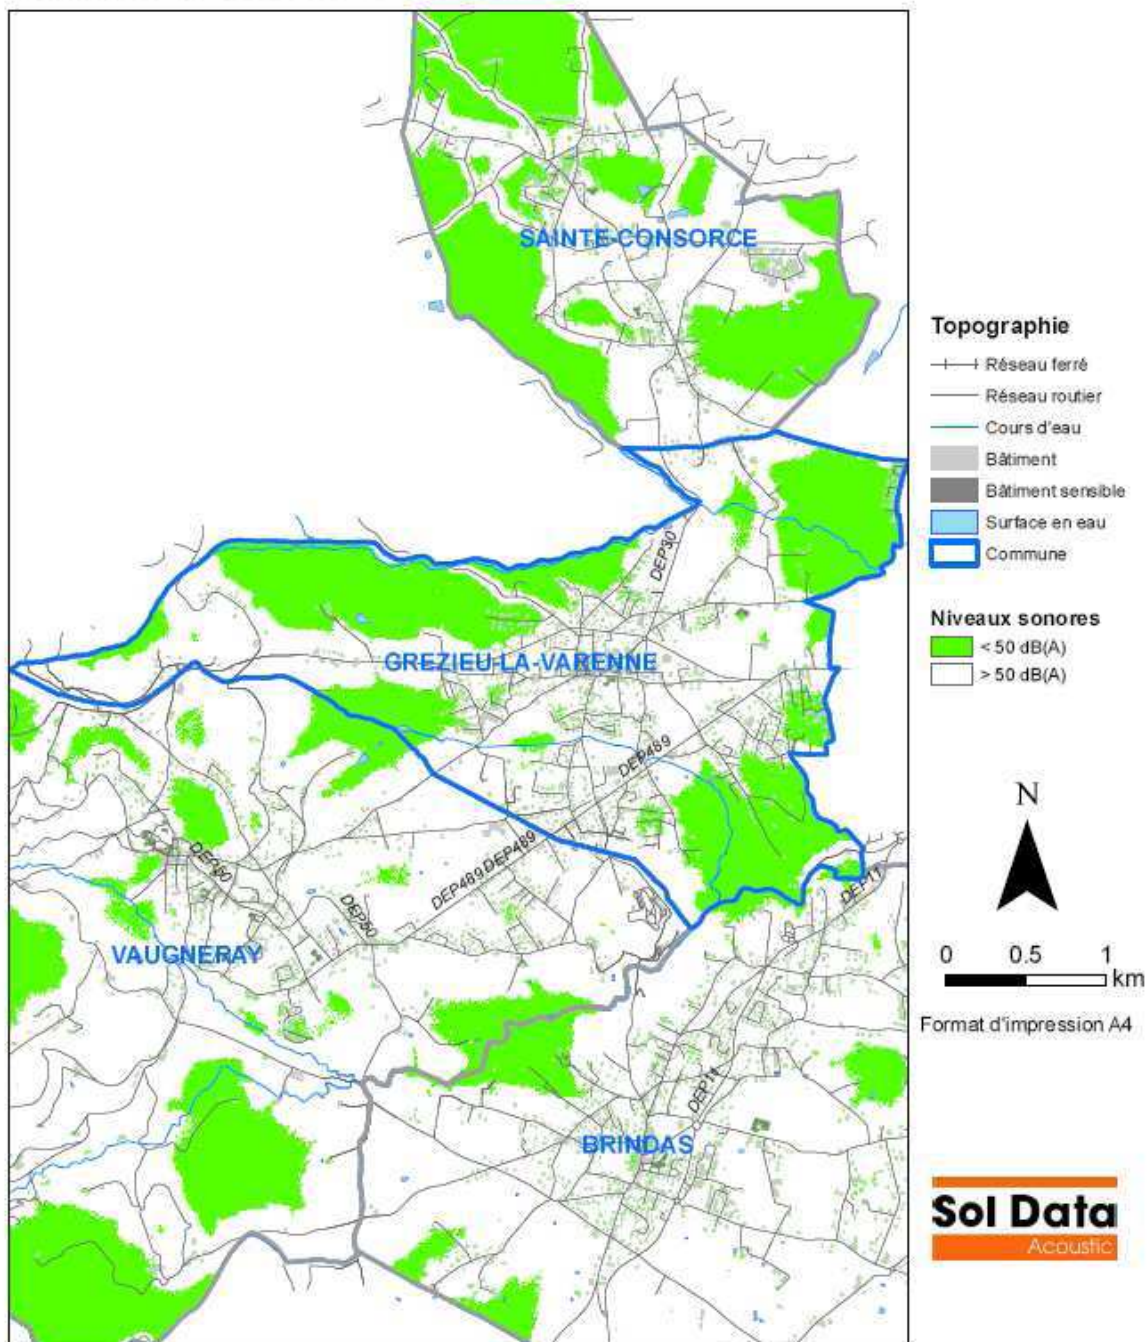 SAINTE-CONSORCE
Topographie
Réseau ferré
Réseau routier
Cours d'eau
Bâtiment
Bâtiment sensible
Surface en eau
Commune
DEP30
Niveaux sonores
< 50 dB(A)
> 50 dB(A)
GREZIEU-LA-VARENNE
DEP489
DEP489
DEP489
DEP50
DEP50
DEP11
VAUGNERAY
N
0 0.5 1
km
Format d'impression A4
DEP11
BRINDAS
Sol Data
Acoustic